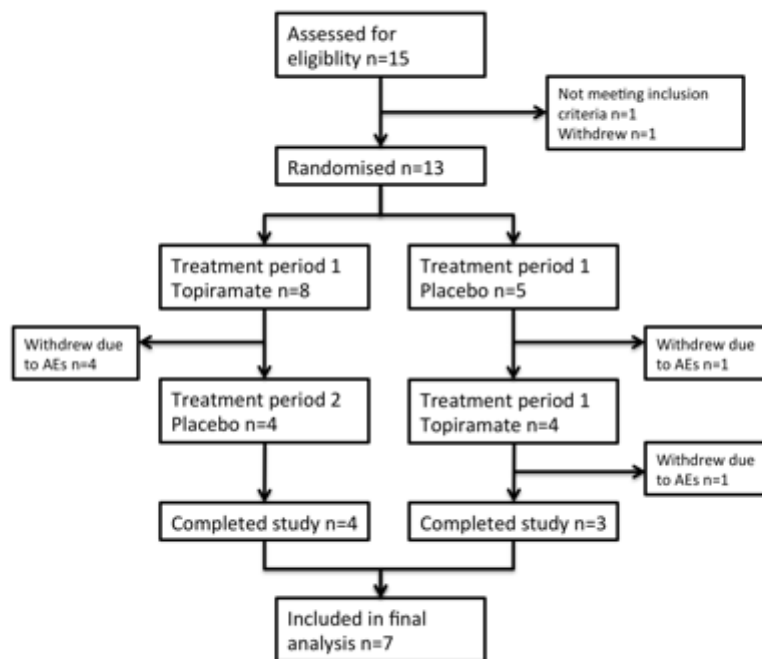 Assessed for
eligiblity n=15
Not meeting inclusion
criteria n=1
Withdrew n=1
Randomised n=13
Treatment period 1
Topiramate n=8
Treatment period 1
Placebo n=5
Withdrew due
to AEs n=4
Withdrew due
to AEs n=1
Treatment period 2
Placebo n=4
Treatment period 1
Topiramate n=4
Withdrew due
to AEs n=1
Completed study n=4
Completed study n=3
Included in final
analysis n=7